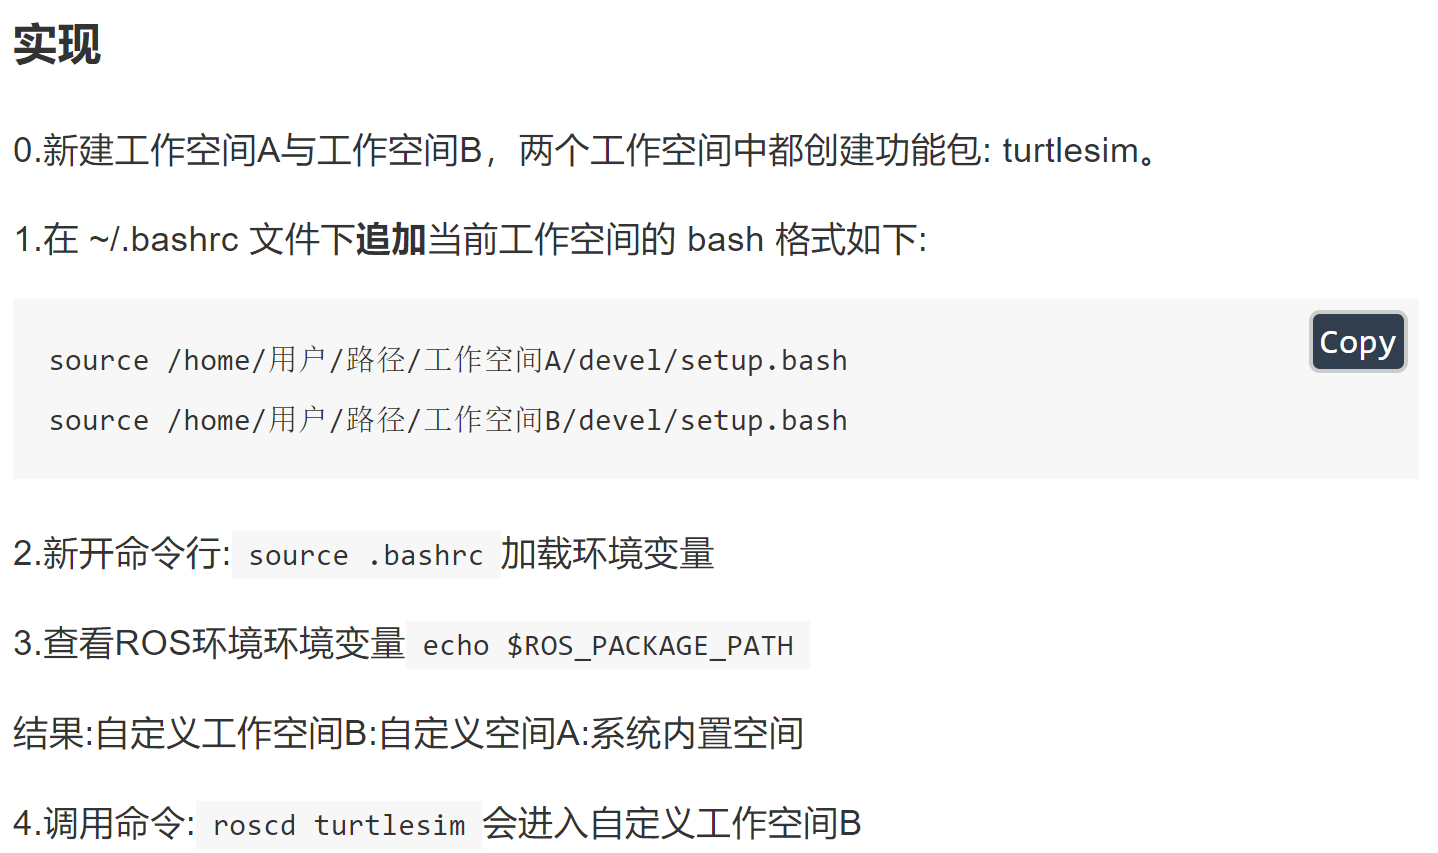 实现
0.新建工作空间A与工作空间B，两个工作空间中都创建功能包: turtlesim。
1.在 ~/.bashrc 文件下追加当前工作空间的 bash 格式如下:
Copy
source /home/用户/路径/工作空间A/devel/setup.bash
source /home/用户/路径/工作空间B/devel/setup.bash
2.新开命令行: source .bashrc 加载环境变量
3.查看ROS环境环境变量 echo $ROS_PACKAGE_PATH
结果:自定义工作空间B:自定义空间A:系统内置空间
4.调用命令: roscd turtlesim 会进入自定义工作空间B